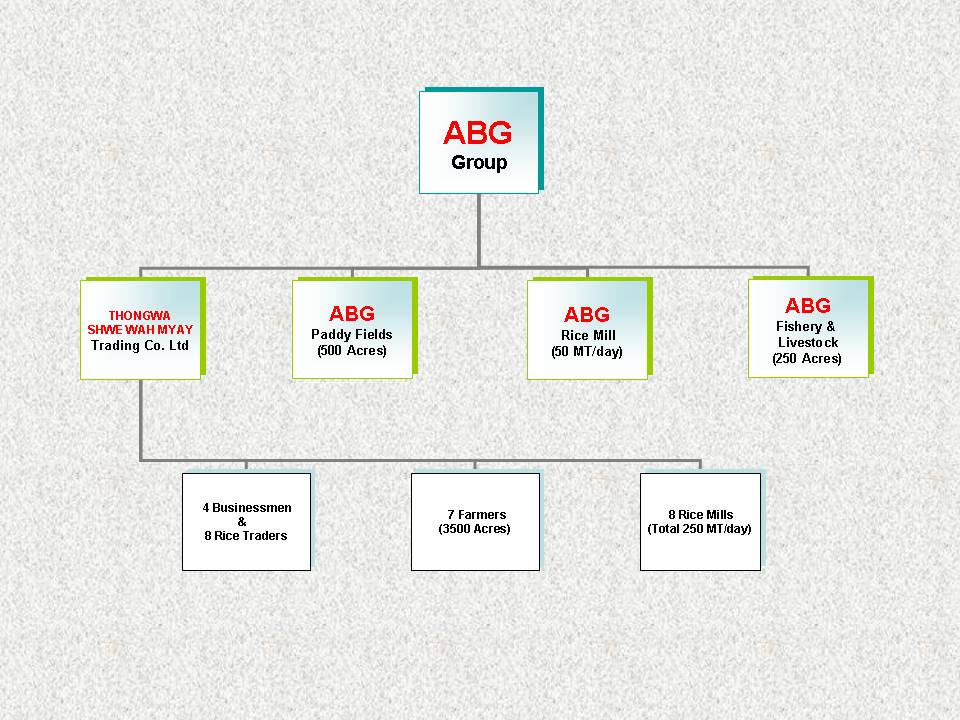 ABG
Group
THONGWA
SHWE WAH MYAY
Trading Co. Ltd
ABG
Paddy Fields
(500 Acres)
ABG
Rice Mill
(50 MT/day)
ABG
Fishery &
Livestock
(250 Acres)
4 Businessmen
&
8 Rice Traders
7 Farmers
(3500 Acres)
8 Rice Mills
(Total 250 MT/day)